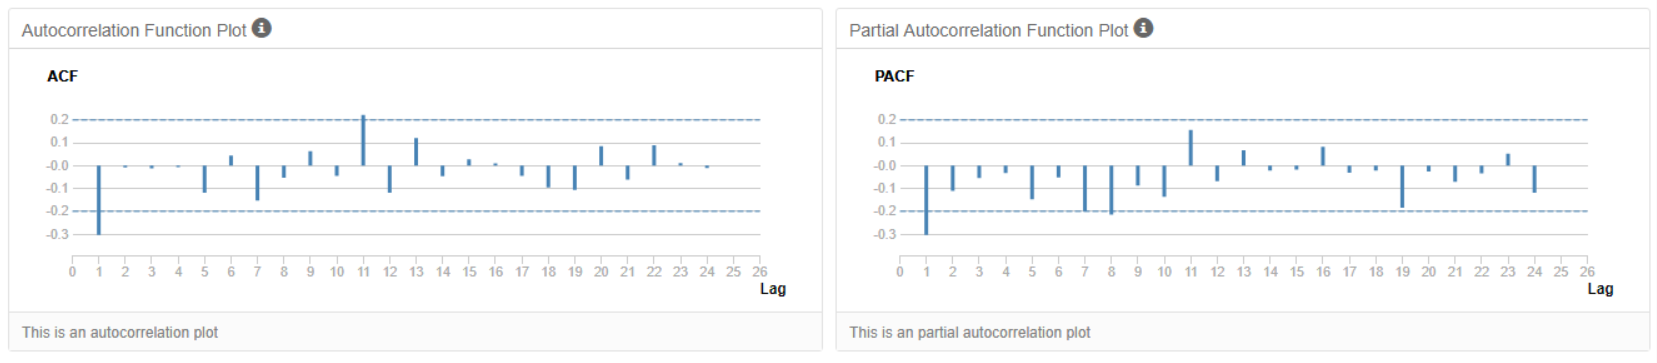 Autocorrelation Function Plot
ACF
0.2
0.1
-0.0
-0.1
-0.2
-0.3
0 1 2 3 4 5 6 7 8 9 10 11 12 13 14 15 16 17 18 19 20 21 22 23 24 25 26
Lag
This is an autocorrelation plot
Partial Autocorrelation Function Plot
PACF
0.2
0.1
-0.0
-0.1
-0.2
-0.3
0 1 2 3 4 5 6 7 8 9 10 11 12 13 14 15 16 17 18 19 20 21 22 23 24 25 26
Lag
This is an partial autocorrelation plot